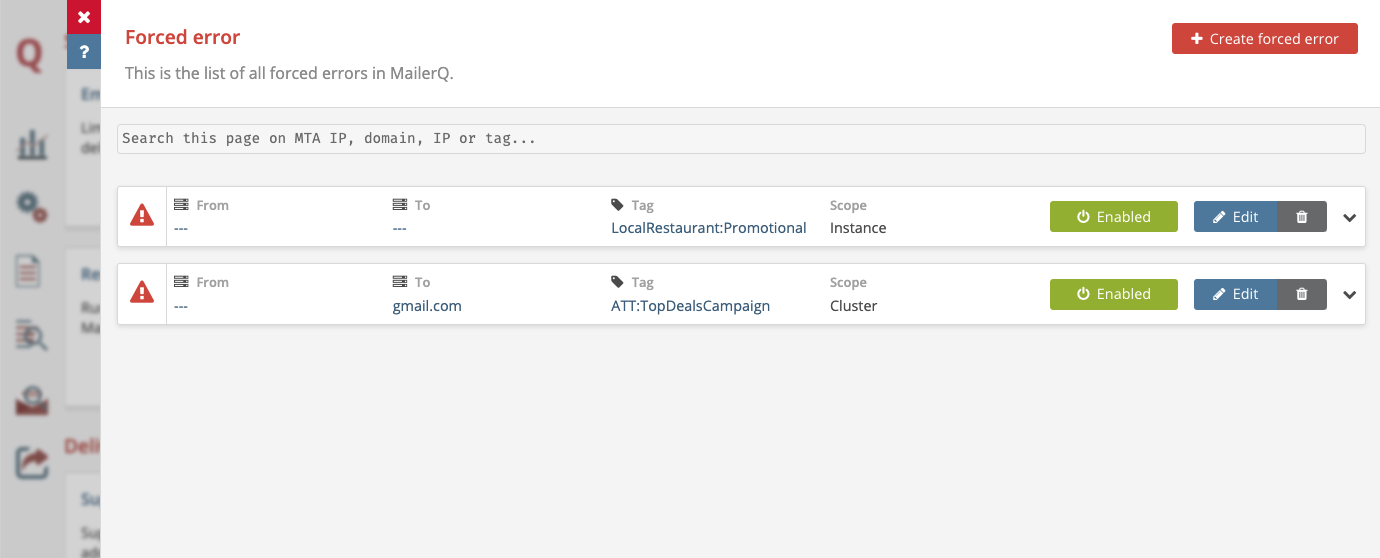 Forced error
Create forced error
This is the list of all forced errors in MailerQ.
Search this page on MTA IP, domain, IP or tag...
From To Tag Scope
--- --- LocalRestaurant:Promotional Instance
Enabled Edit
From To Tag Scope
--- gmail.com ATT:TopDealsCampaign Cluster
Enabled Edit
?
Q